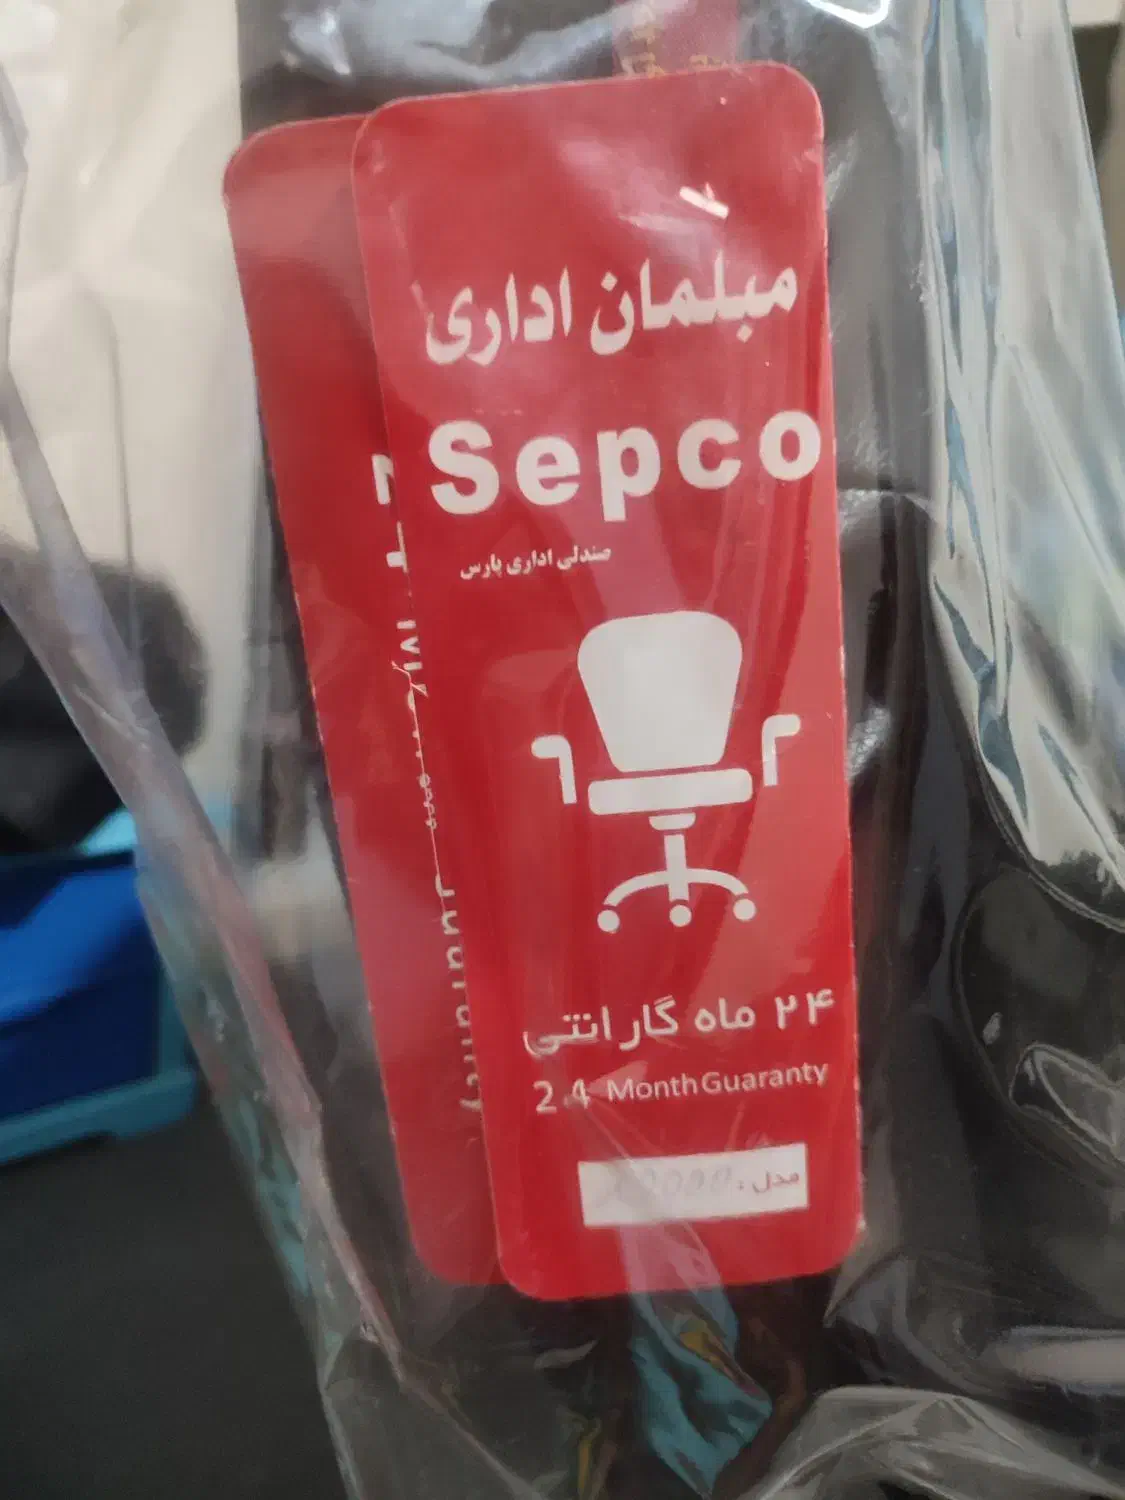 مبلمان اداری
Sepco
صندلی اداری پارس
۲۴ ماه گارانتی
24 Month Guaranty
مدل :